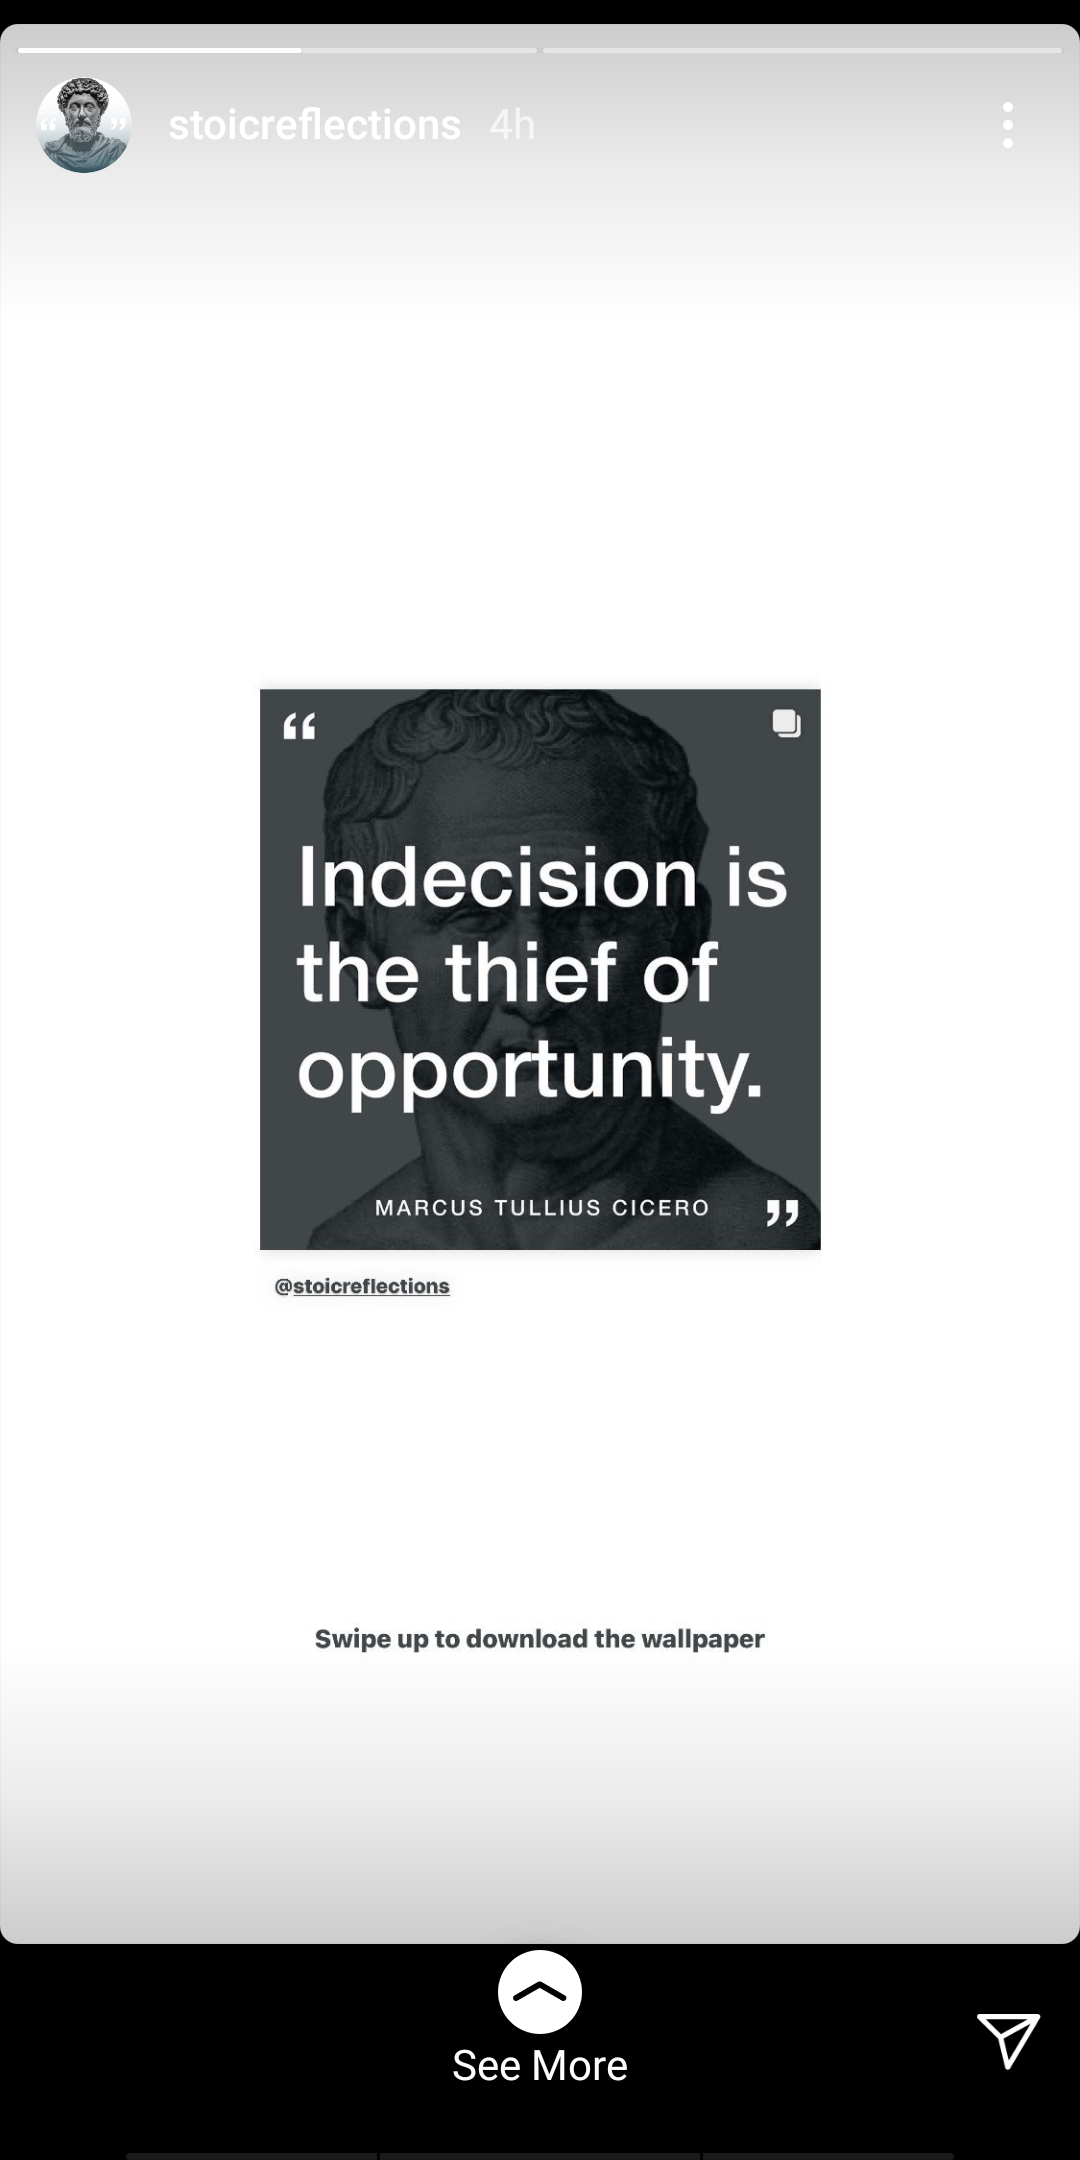 stoicreflections 4h
“
Indecision is
the thief of
opportunity.
MARCUS TULLIUS CICERO
”
@stoicreflections
Swipe up to download the wallpaper
See More